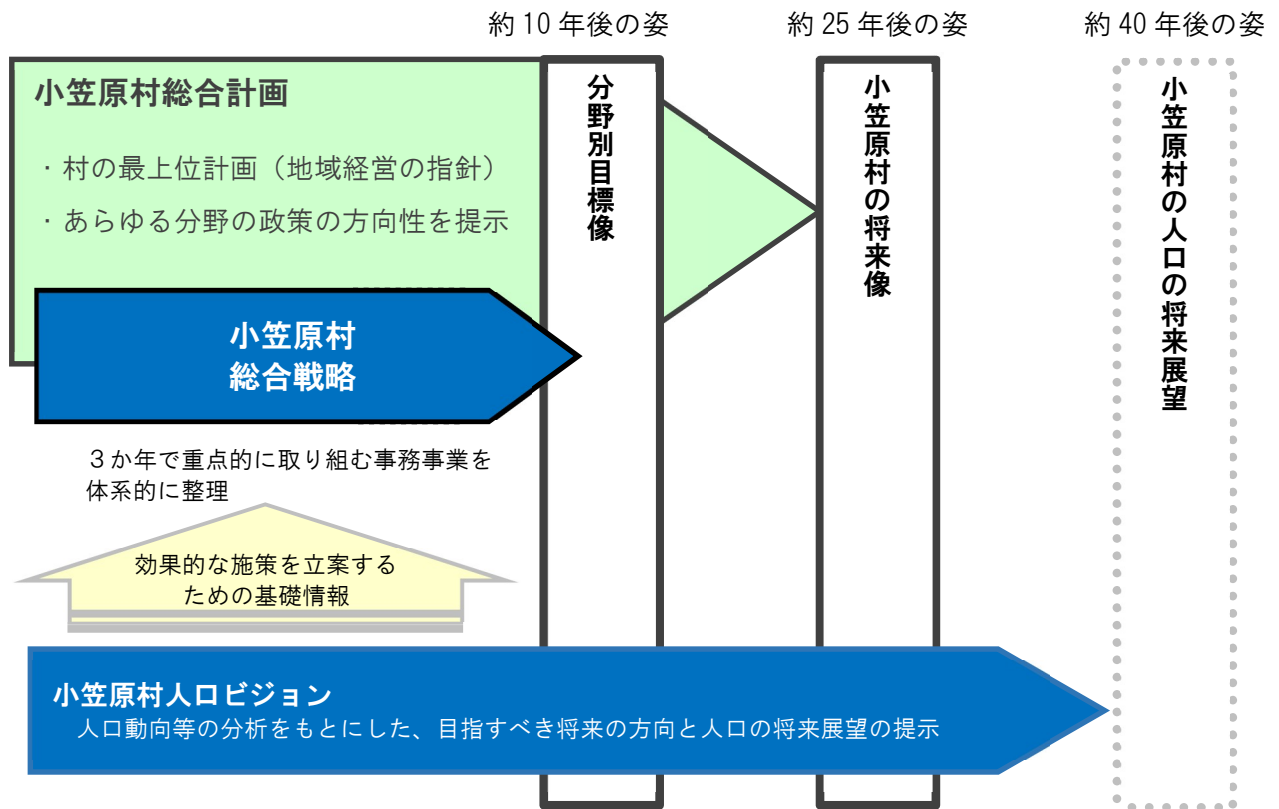 約10年後の姿
約25年後の姿
約40年後の姿
小笠原村総合計画
・村の最上位計画（地域経営の指針）
・あらゆる分野の政策の方向性を提示
分野別目標像
小笠原村の将来像
小笠原村の人口の将来展望
小笠原村
総合戦略
３か年で重点的に取り組む事務事業を
体系的に整理
効果的な施策を立案する
ための基礎情報
小笠原村人口ビジョン
人口動向等の分析をもとにした、目指すべき将来の方向と人口の将来展望の提示